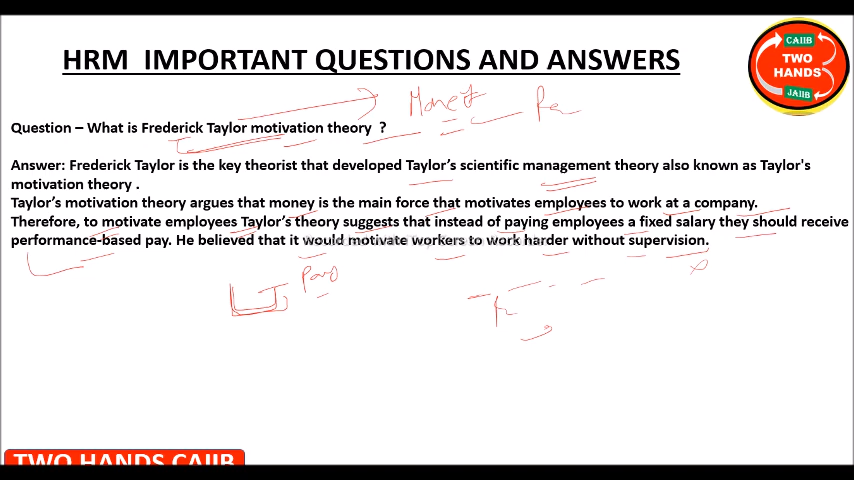 HRM IMPORTANT QUESTIONS AND ANSWERS
CAIIB
TWO
HANDS
JAIIB
Money
Question – What is Frederick Taylor motivation theory ?
Answer: Frederick Taylor is the key theorist that developed Taylor's scientific management theory also known as Taylor's
motivation theory .
Taylor's motivation theory argues that money is the main force that motivates employees to work at a company.
Therefore, to motivate employees Taylor's theory suggests that instead of paying employees a fixed salary they should receive
performance-based pay. He believed that it would motivate workers to work harder without supervision.
TWO HANDS CAIIB